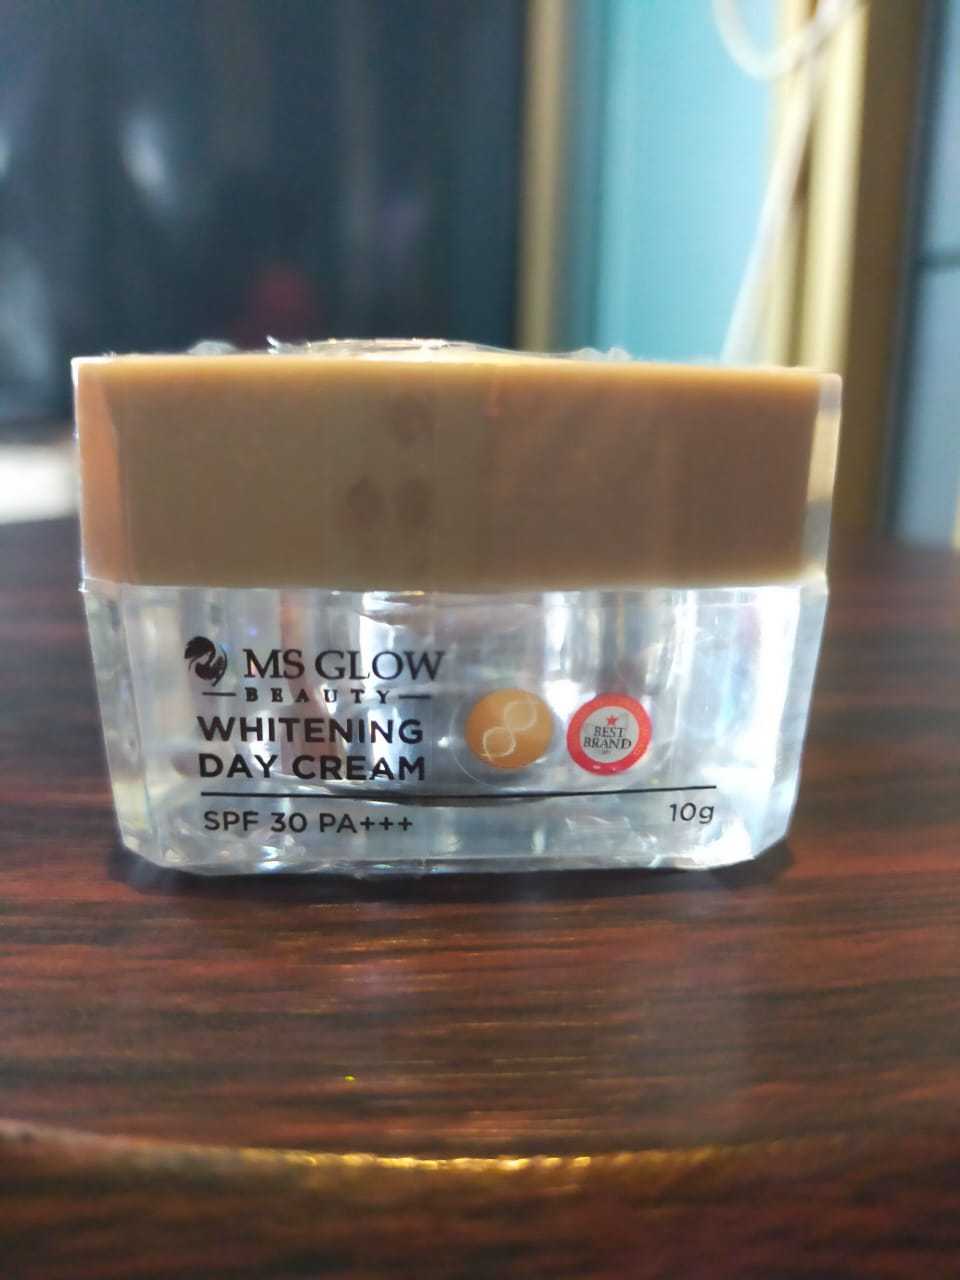 MS GLOW
BEAUTY
WHITENING
DAY CREAM
BEST
BRAND
SPF 30 PA+++
10g